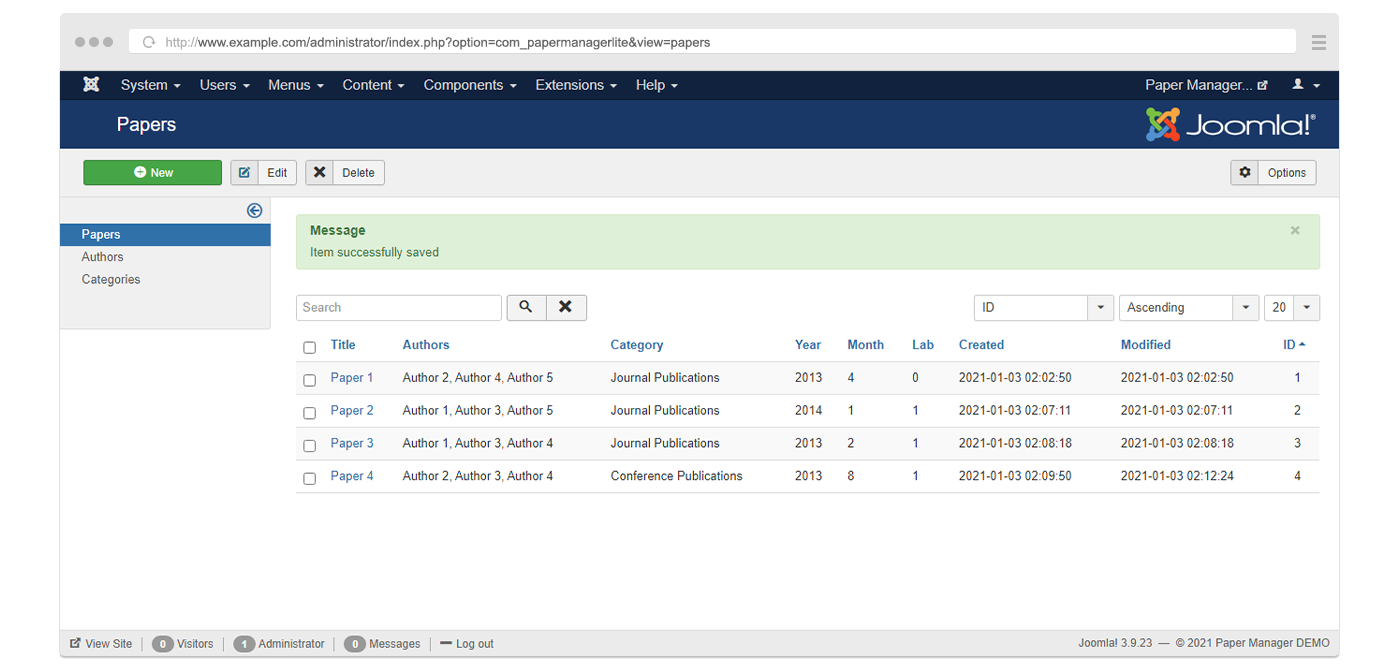 http://www.example.com/administrator/index.php?option=com_papermanagerlite&view=papers
System Users Menus Content Components Extensions Help Paper Manager...
Papers Joomla!®
New Edit Delete Options
Papers
Authors
Categories
Message ×
Item successfully saved
Search ID Ascending 20
Title Authors Category Year Month Lab Created Modified ID
Paper 1 Author 2, Author 4, Author 5 Journal Publications 2013 4 0 2021-01-03 02:02:50 2021-01-03 02:02:50 1
Paper 2 Author 1, Author 3, Author 5 Journal Publications 2014 1 1 2021-01-03 02:07:11 2021-01-03 02:07:11 2
Paper 3 Author 1, Author 3, Author 4 Journal Publications 2013 2 1 2021-01-03 02:08:18 2021-01-03 02:08:18 3
Paper 4 Author 2, Author 3, Author 4 Conference Publications 2013 8 1 2021-01-03 02:09:50 2021-01-03 02:12:24 4
View Site 0 Visitors 1 Administrator 0 Messages Log out Joomla! 3.9.23 — © 2021 Paper Manager DEMO